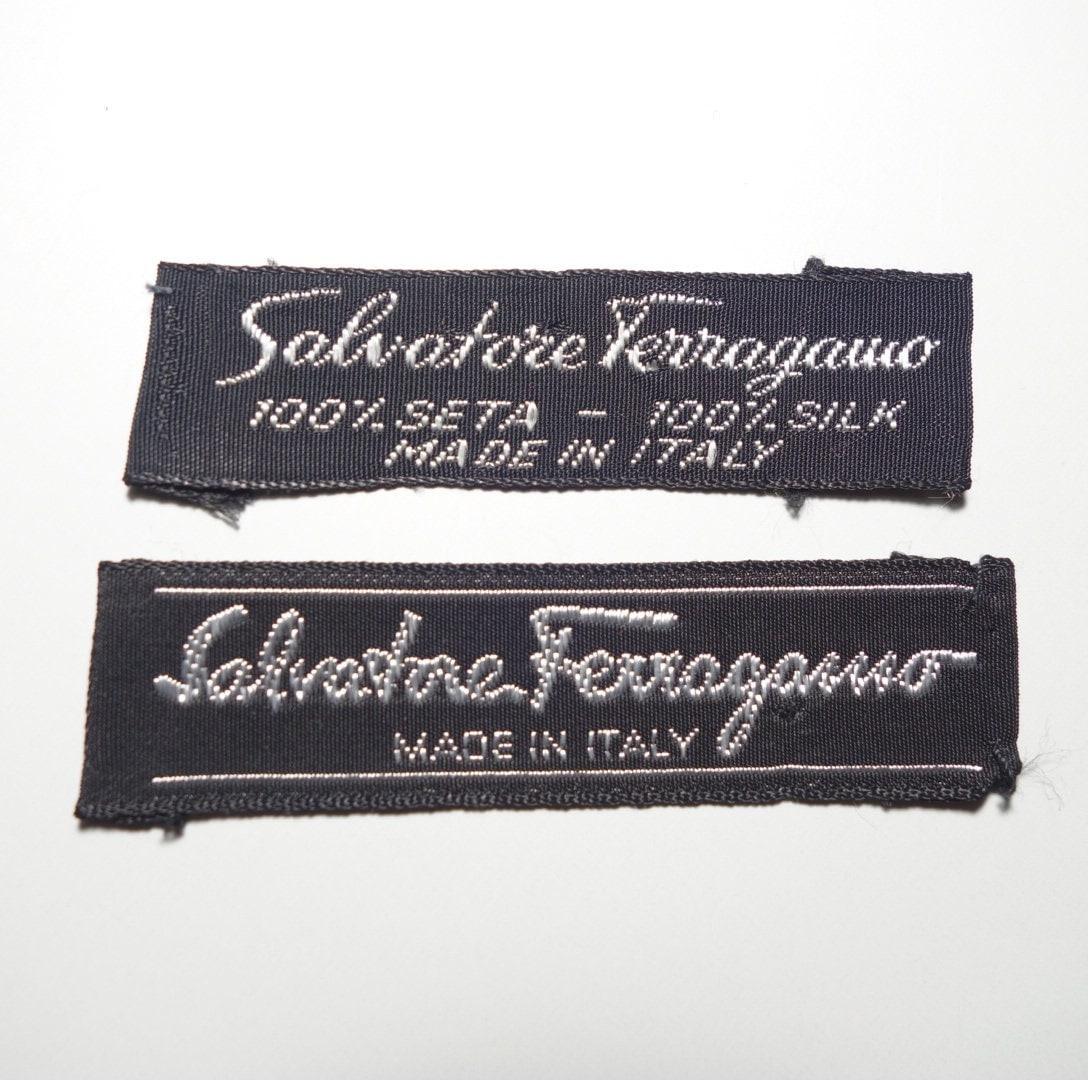 Salvatore Ferragamo
100% SETA - 100% SILK
MADE IN ITALY
Salvatore Ferragamo
MADE IN ITALY